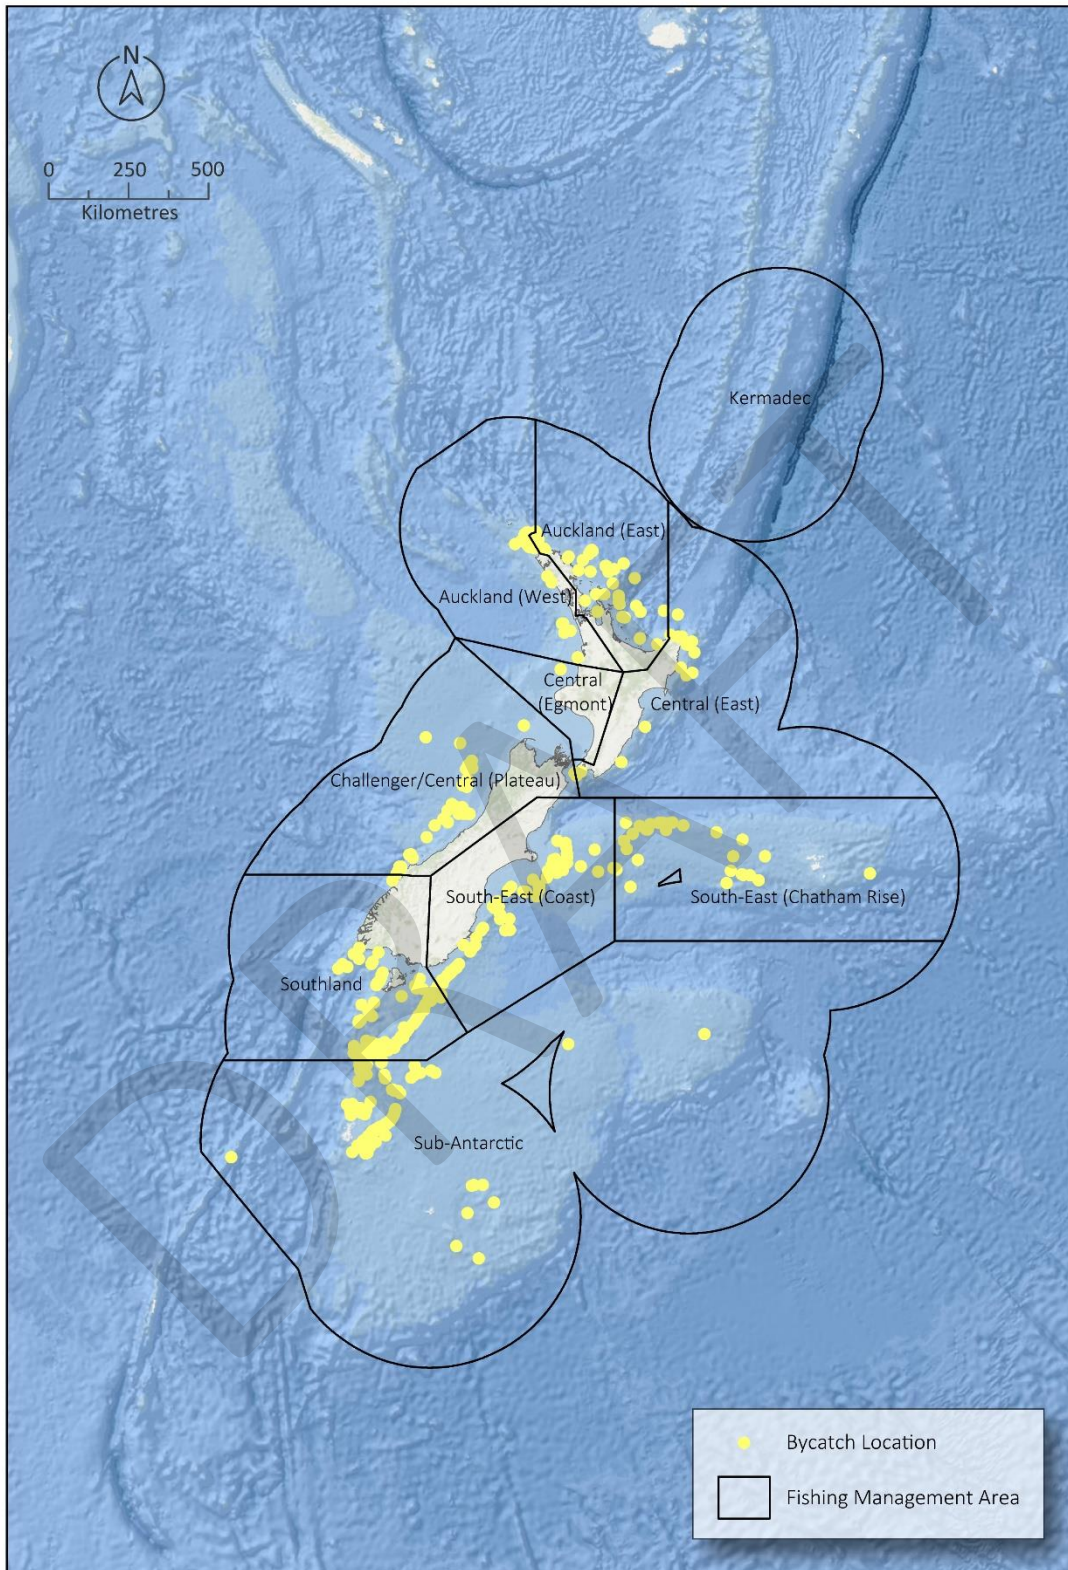 N
0 250 500
Kilometres
Kermadec
Auckland (East)
Auckland (West)
Central
(Egmont)
Central (East)
Challenger/Central (Plateau)
South-East (Coast)
South-East (Chatham Rise)
Southland
Sub-Antarctic
DRAFT
Bycatch Location
Fishing Management Area